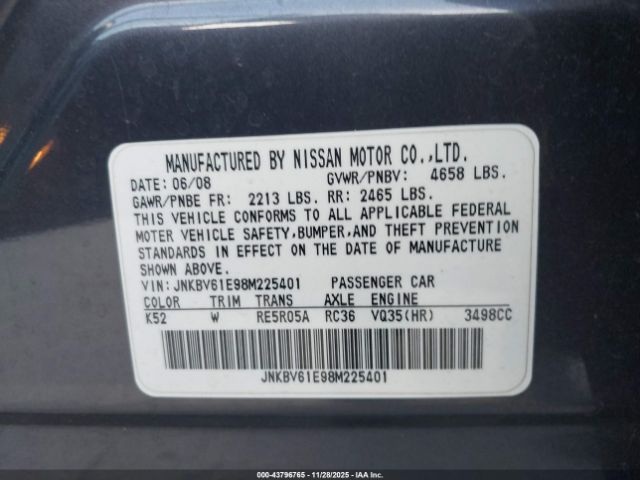 MANUFACTURED BY NISSAN MOTOR CO.,LTD.
DATE: 06/08 GVWR/PNBV: 4658 LBS.
GAWR/PNBE FR: 2213 LBS. RR: 2465 LBS.
THIS VEHICLE CONFORMS TO ALL APPLICABLE FEDERAL
MOTOR VEHICLE SAFETY,BUMPER,AND THEFT PREVENTION
STANDARDS IN EFFECT ON THE DATE OF MANUFACTURE
SHOWN ABOVE.
VIN: JNKBV61E98M225401 PASSENGER CAR
COLOR TRIM TRANS AXLE ENGINE
K52 W RE5R05A RC36 VQ35(HR) 3498CC
JNKBV61E98M225401
000-43796765 - 11/28/2025 - IAAI.com